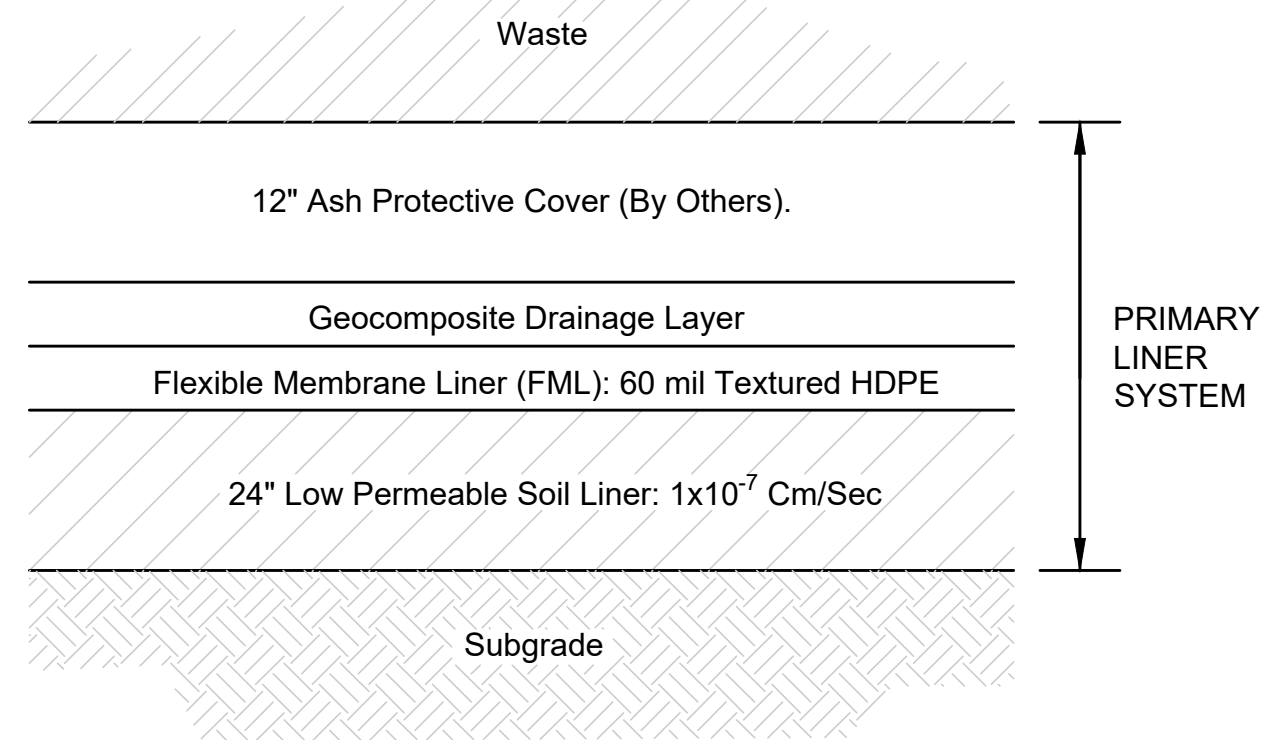 Waste
12" Ash Protective Cover (By Others).
Geocomposite Drainage Layer
Flexible Membrane Liner (FML): 60 mil Textured HDPE
24" Low Permeable Soil Liner: 1x10⁻⁷ Cm/Sec
Subgrade
PRIMARY
LINER
SYSTEM